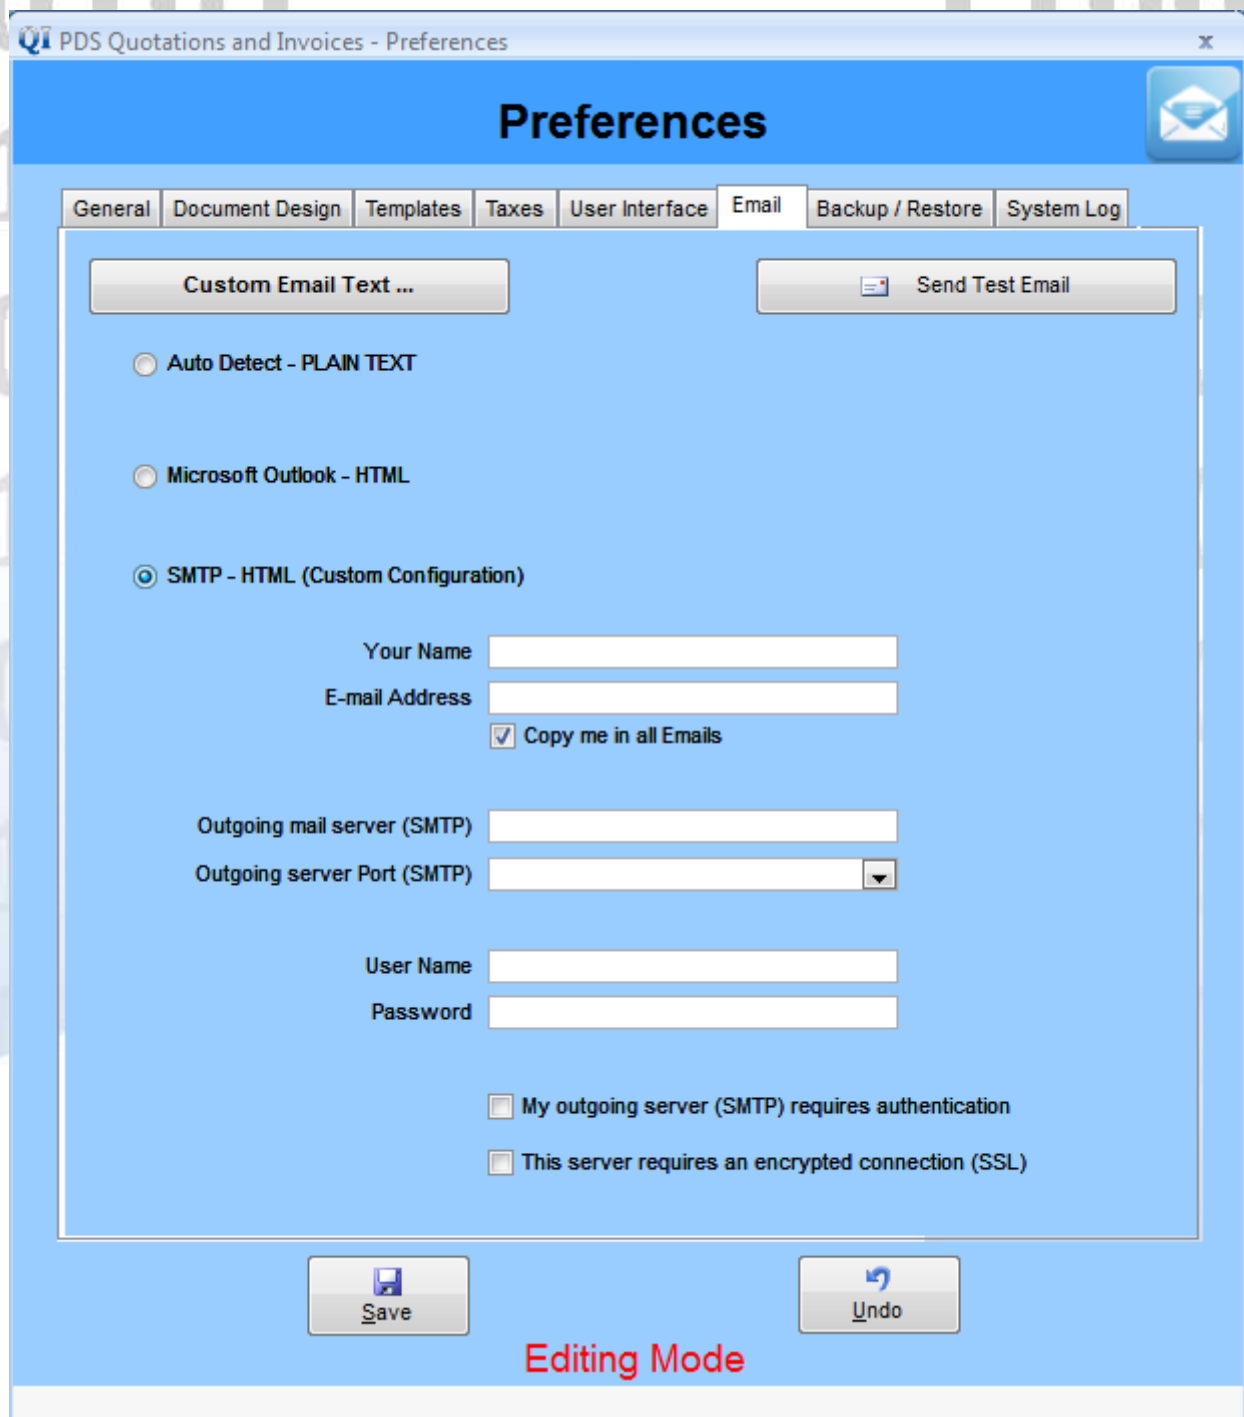 QI PDS Quotations and Invoices - Preferences x
Preferences
General Document Design Templates Taxes User Interface Email Backup / Restore System Log
Custom Email Text ... Send Test Email
Auto Detect - PLAIN TEXT
Microsoft Outlook - HTML
SMTP - HTML (Custom Configuration)
Your Name
E-mail Address
Copy me in all Emails
Outgoing mail server (SMTP)
Outgoing server Port (SMTP)
User Name
Password
My outgoing server (SMTP) requires authentication
This server requires an encrypted connection (SSL)
Save Undo
Editing Mode